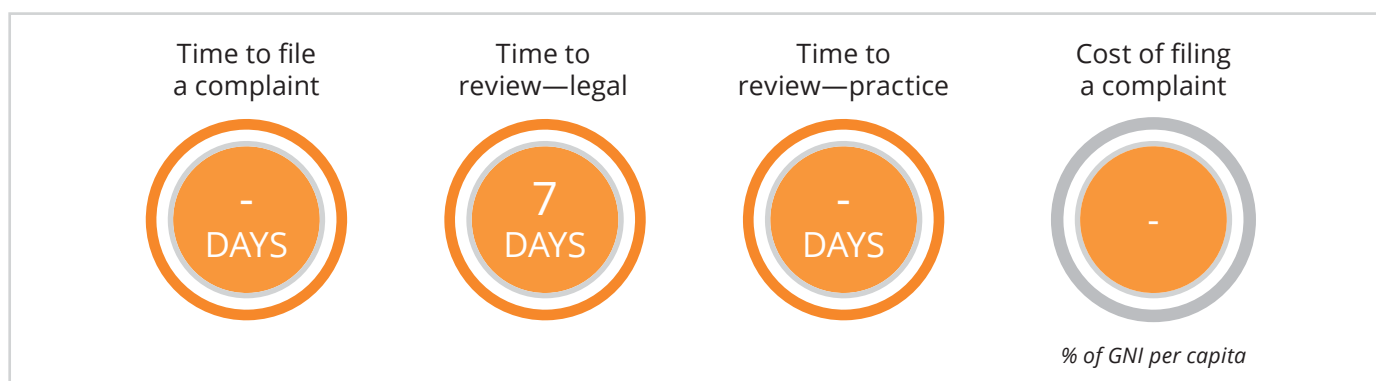 Time to file
a complaint
-
DAYS
Time to
review—legal
7
DAYS
Time to
review—practice
-
DAYS
Cost of filing
a complaint
-
% of GNI per capita